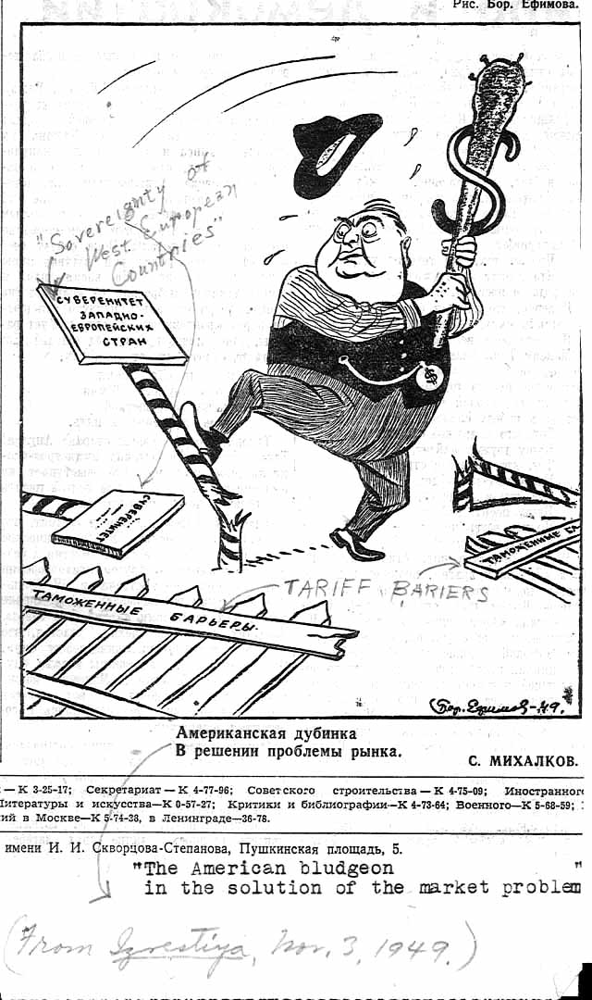 Рис. Бор. Ефимова.
"Sovereignty of
West European
Countries"
СУВЕРЕНИТЕТ
ЗАПАДНО-
ЕВРОПЕЙСКИХ
СТРАН
$
СУВЕРЕНИТЕТ
ТАМОЖЕННЫЕ БА
TARIFF BARIERS
ТАМОЖЕННЫЕ БАРЬЕРЫ.
Бор. Ефимов-49.
Американская дубинка
В решении проблемы рынка.
С. МИХАЛКОВ.
— К 3-25-17; Секретариат — К 4-77-96; Советского строительства — К 4-75-09; Иностранног
Литературы и искусства—К 0-57-27; Критики и библиографии—К 4-73-64; Военного—К 5-68-59;
ий в Москве—К 5-74-38, в Ленинграде—36-78.
имени И. И. Скворцова-Степанова, Пушкинская площадь, 5.
"The American bludgeon "
in the solution of the market problem
(From Izvestiya, Nov. 3, 1949.)